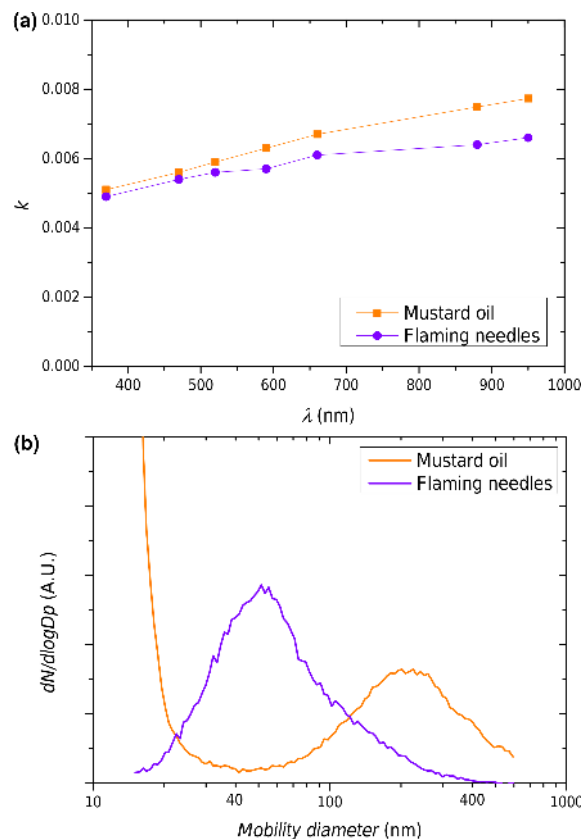 (a)
0.010
0.008
0.006
k
0.004
0.002
0.000
Mustard oil
Flaming needles
400 500 600 700 800 900 1000
λ (nm)
(b)
Mustard oil
Flaming needles
dN/dlogDp (A.U.)
10 40 100 400 1000
Mobility diameter (nm)